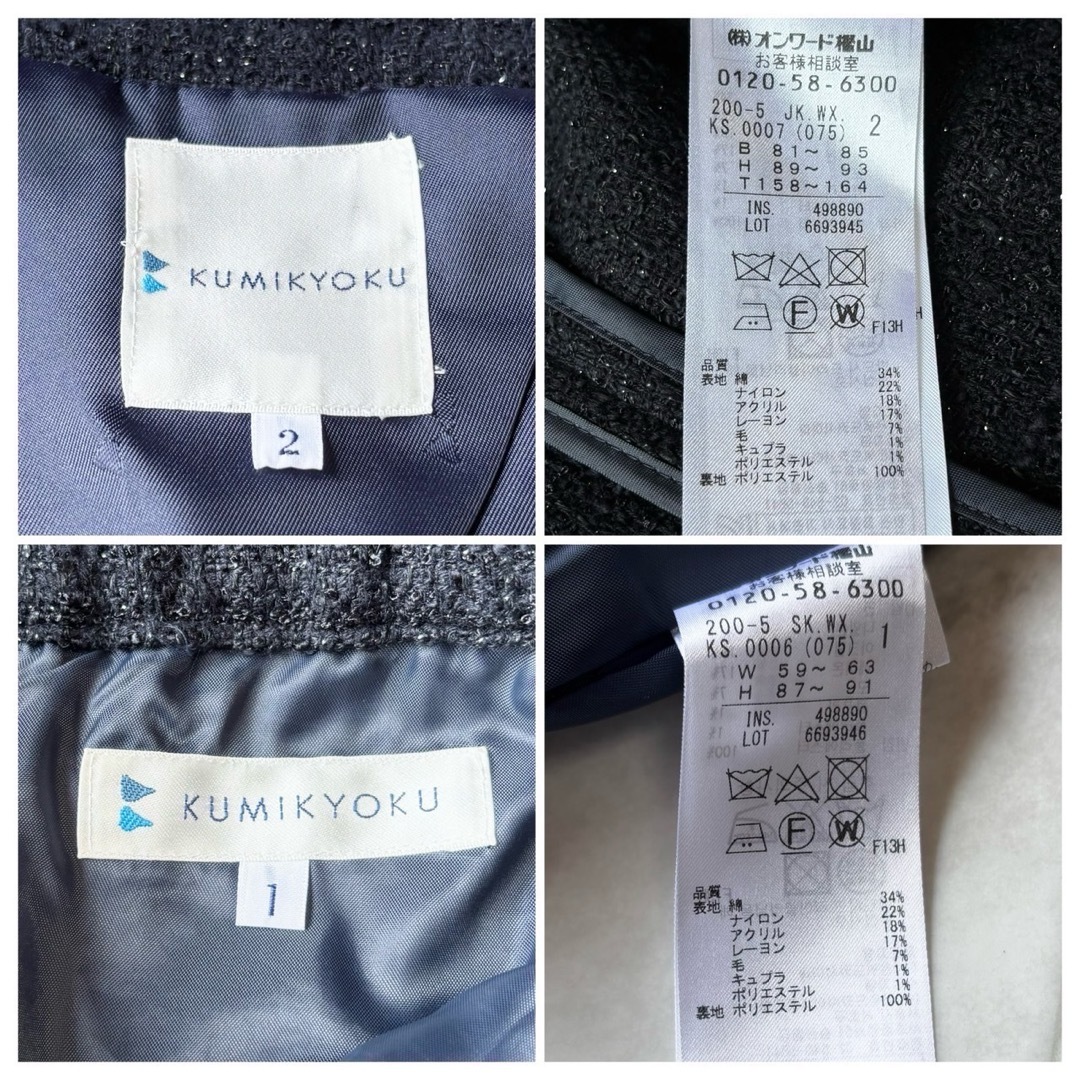 KUMIKYOKU
2
(株)オンワード樫山
お客様相談室
0120-58-6300
200-5 JK.WX.
KS.0007 (075) 2
B 81～ 85
H 89～ 93
T158～164
INS. 498890
LOT 6693945
F
W
F13H
品質
表地 綿 34%
ナイロン 22%
アクリル 18%
レーヨン 17%
毛 7%
キュプラ 1%
ポリエステル 1%
裏地 ポリエステル 100%
KUMIKYOKU
1
お客様相談室
0120-58-6300
200-5 SK.WX.
KS.0006 (075) 1
W 59～ 63
H 87～ 91
INS. 498890
LOT 6693946
F
W
F13H
品質
表地 綿 34%
ナイロン 22%
アクリル 18%
レーヨン 17%
毛 7%
キュプラ 1%
ポリエステル 1%
裏地 ポリエステル 100%